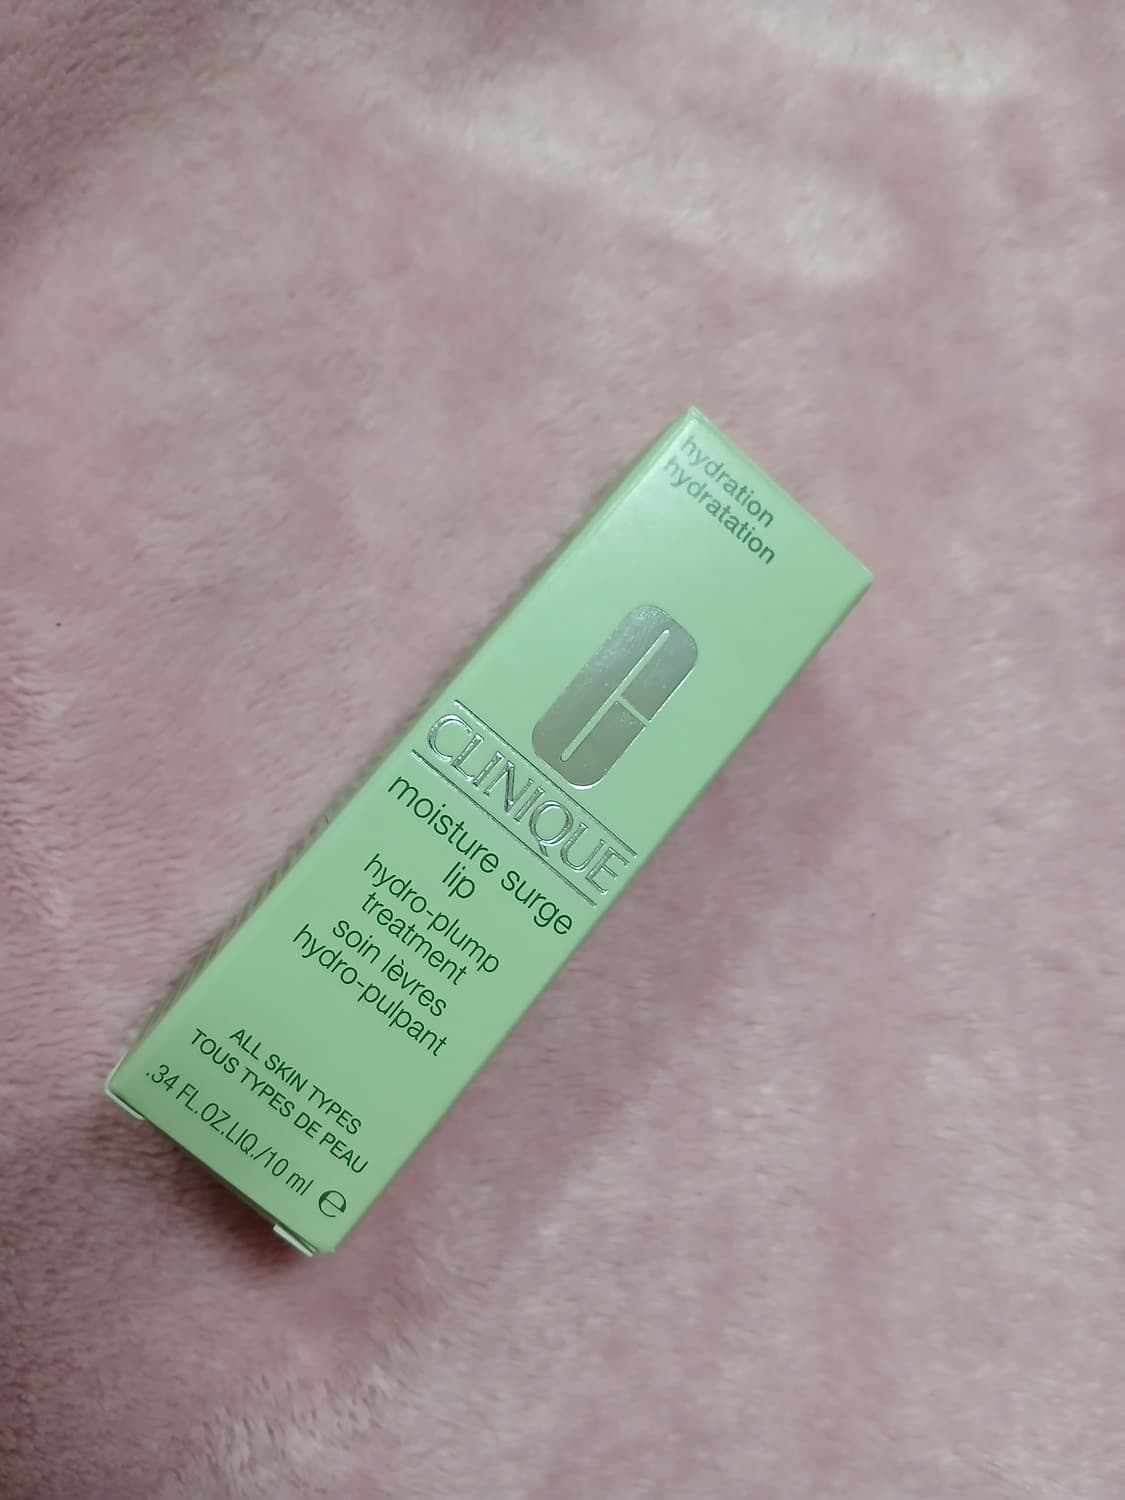 hydration
hydratation
CLINIQUE
moisture surge
lip
hydro-plump
treatment
soin lèvres
hydro-pulpant
ALL SKIN TYPES
TOUS TYPES DE PEAU
.34 FL.OZ.LIQ./10 ml ℮